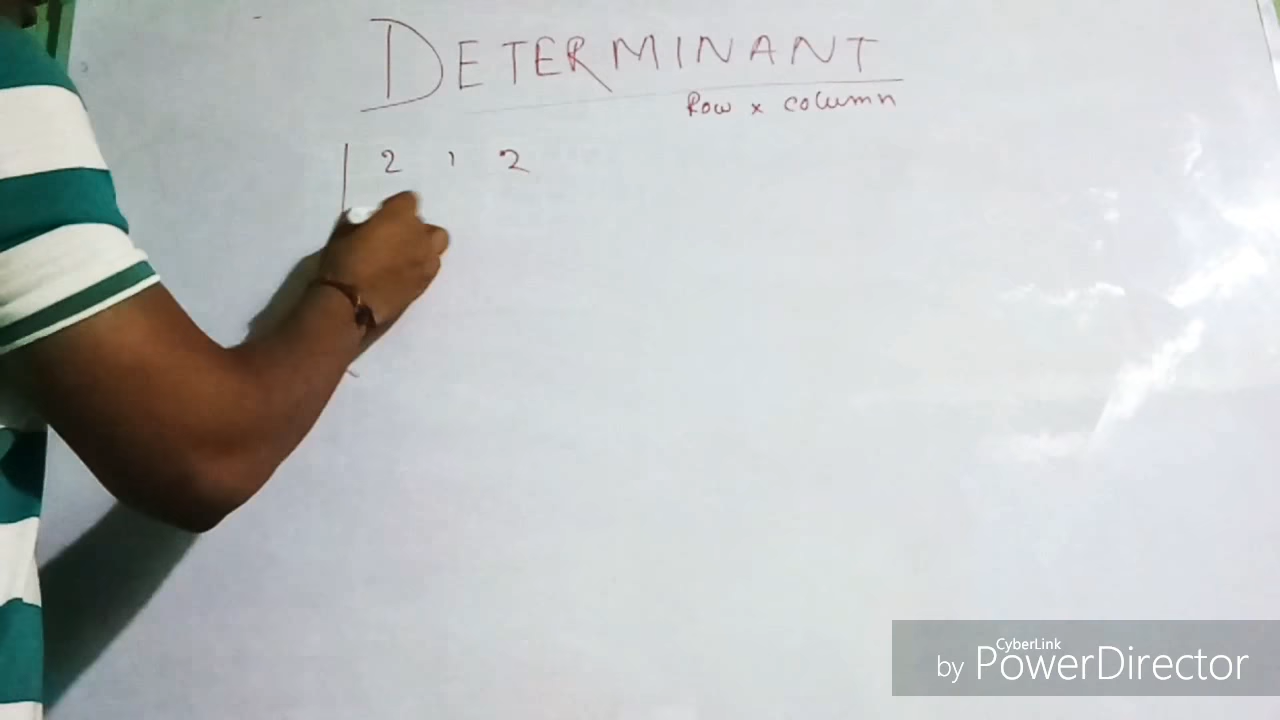 DETERMINANT
Row x column
2 1 2
CyberLink
by PowerDirector